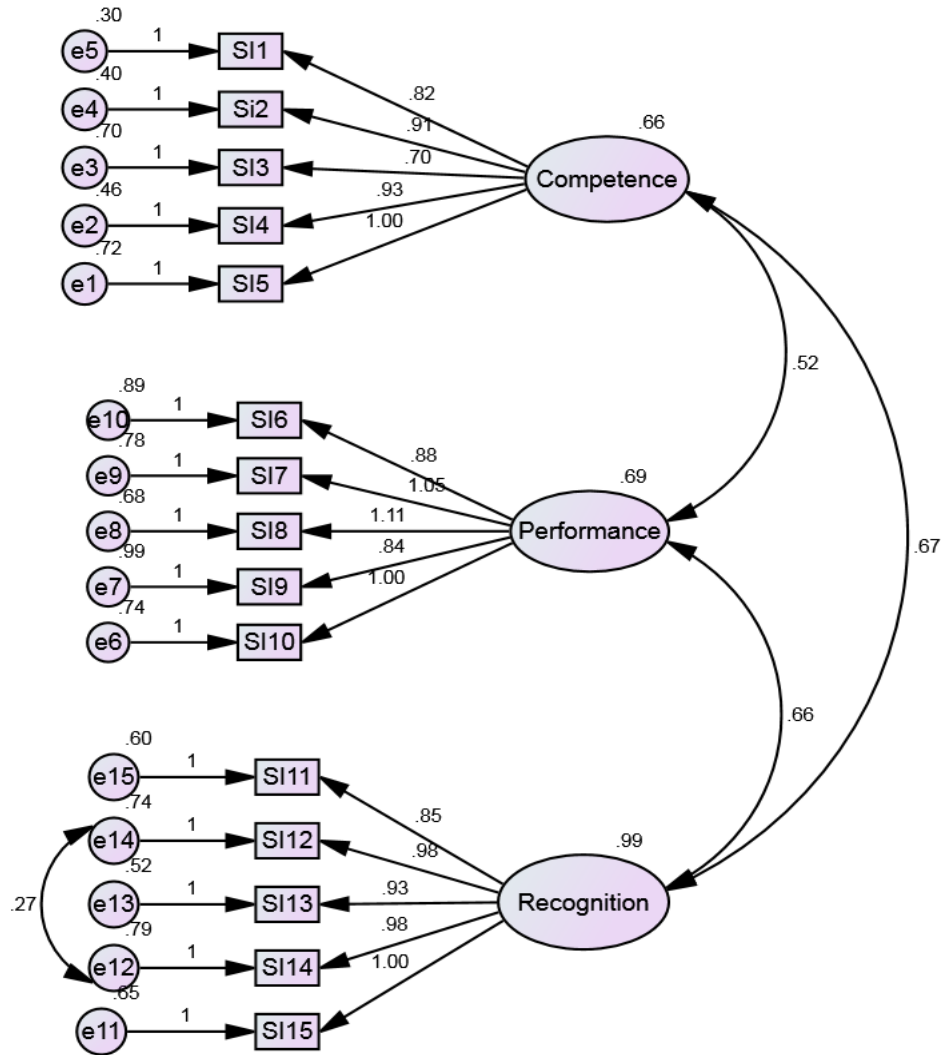 .30
e5 1 SI1
.82
.40
e4 1 Si2
.91
.70
e3 1 SI3
.70
.46
e2 1 SI4
.93
.72
e1 1 SI5
1.00
.66
Competence
.52
.67
.89
e10 1 SI6
.88
.78
e9 1 SI7
1.05
.68
e8 1 SI8
1.11
.99
e7 1 SI9
.84
.74
e6 1 SI10
1.00
.69
Performance
.66
.60
e15 1 SI11
.85
.74
e14 1 SI12
.98
.52
e13 1 SI13
.93
.79
e12 1 SI14
.98
.65
e11 1 SI15
1.00
.99
Recognition
.27